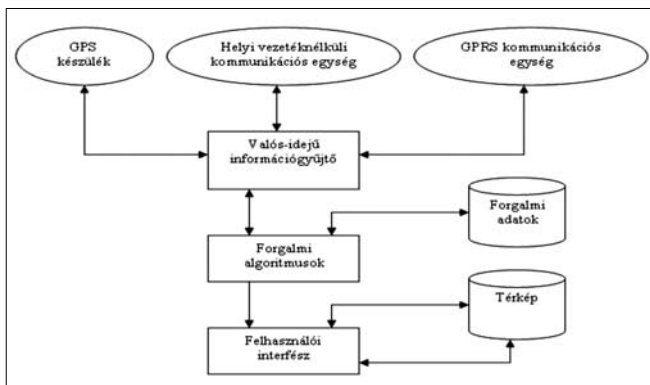 GPS
készülék
Helyi vezetéknélküli
kommunikációs egység
GPRS kommunikációs
egység
Valós-idejű
információgyűjtő
Forgalmi
adatok
Forgalmi
algoritmusok
Térkép
Felhasználói
interfész